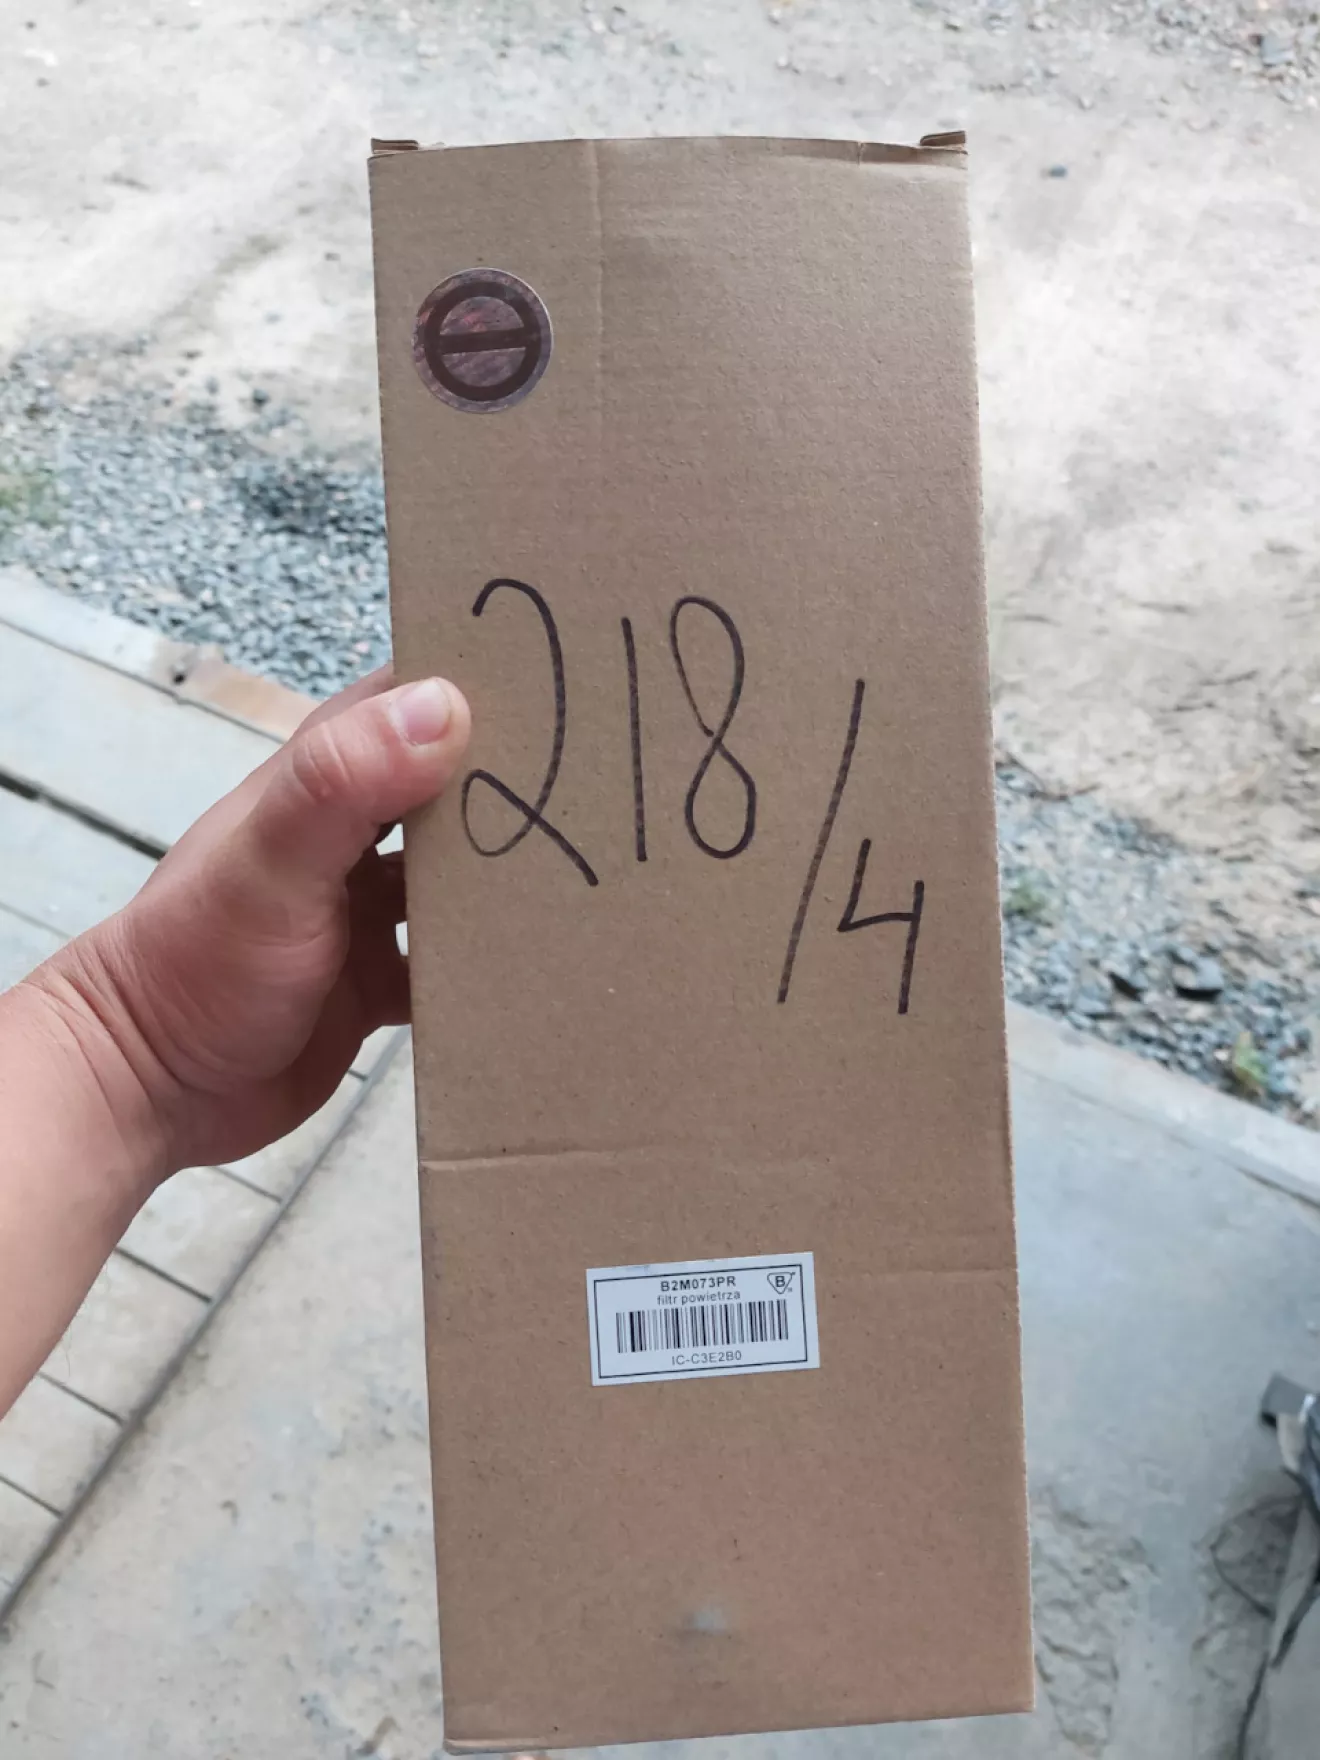 218/4
B2M073PR
B
filtr powietrza
IC-C3E2B0